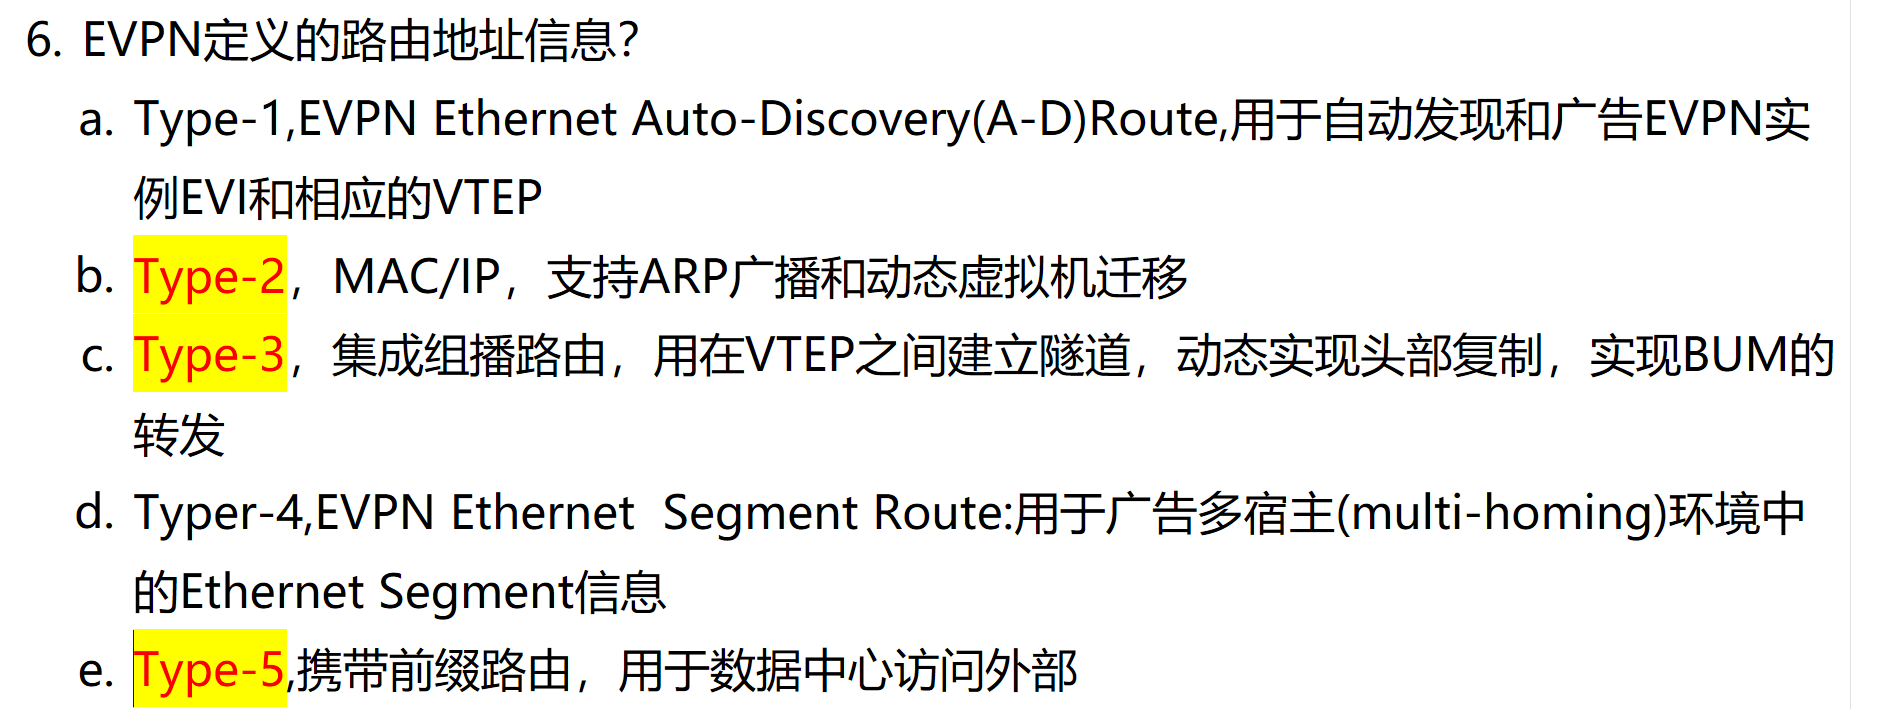 6. EVPN定义的路由地址信息?
a. Type-1,EVPN Ethernet Auto-Discovery(A-D)Route,用于自动发现和广告EVPN实
例EVI和相应的VTEP
b. Type-2，MAC/IP，支持ARP广播和动态虚拟机迁移
c. Type-3，集成组播路由，用在VTEP之间建立隧道，动态实现头部复制，实现BUM的
转发
d. Typer-4,EVPN Ethernet  Segment Route:用于广告多宿主(multi-homing)环境中
的Ethernet Segment信息
e. Type-5,携带前缀路由，用于数据中心访问外部